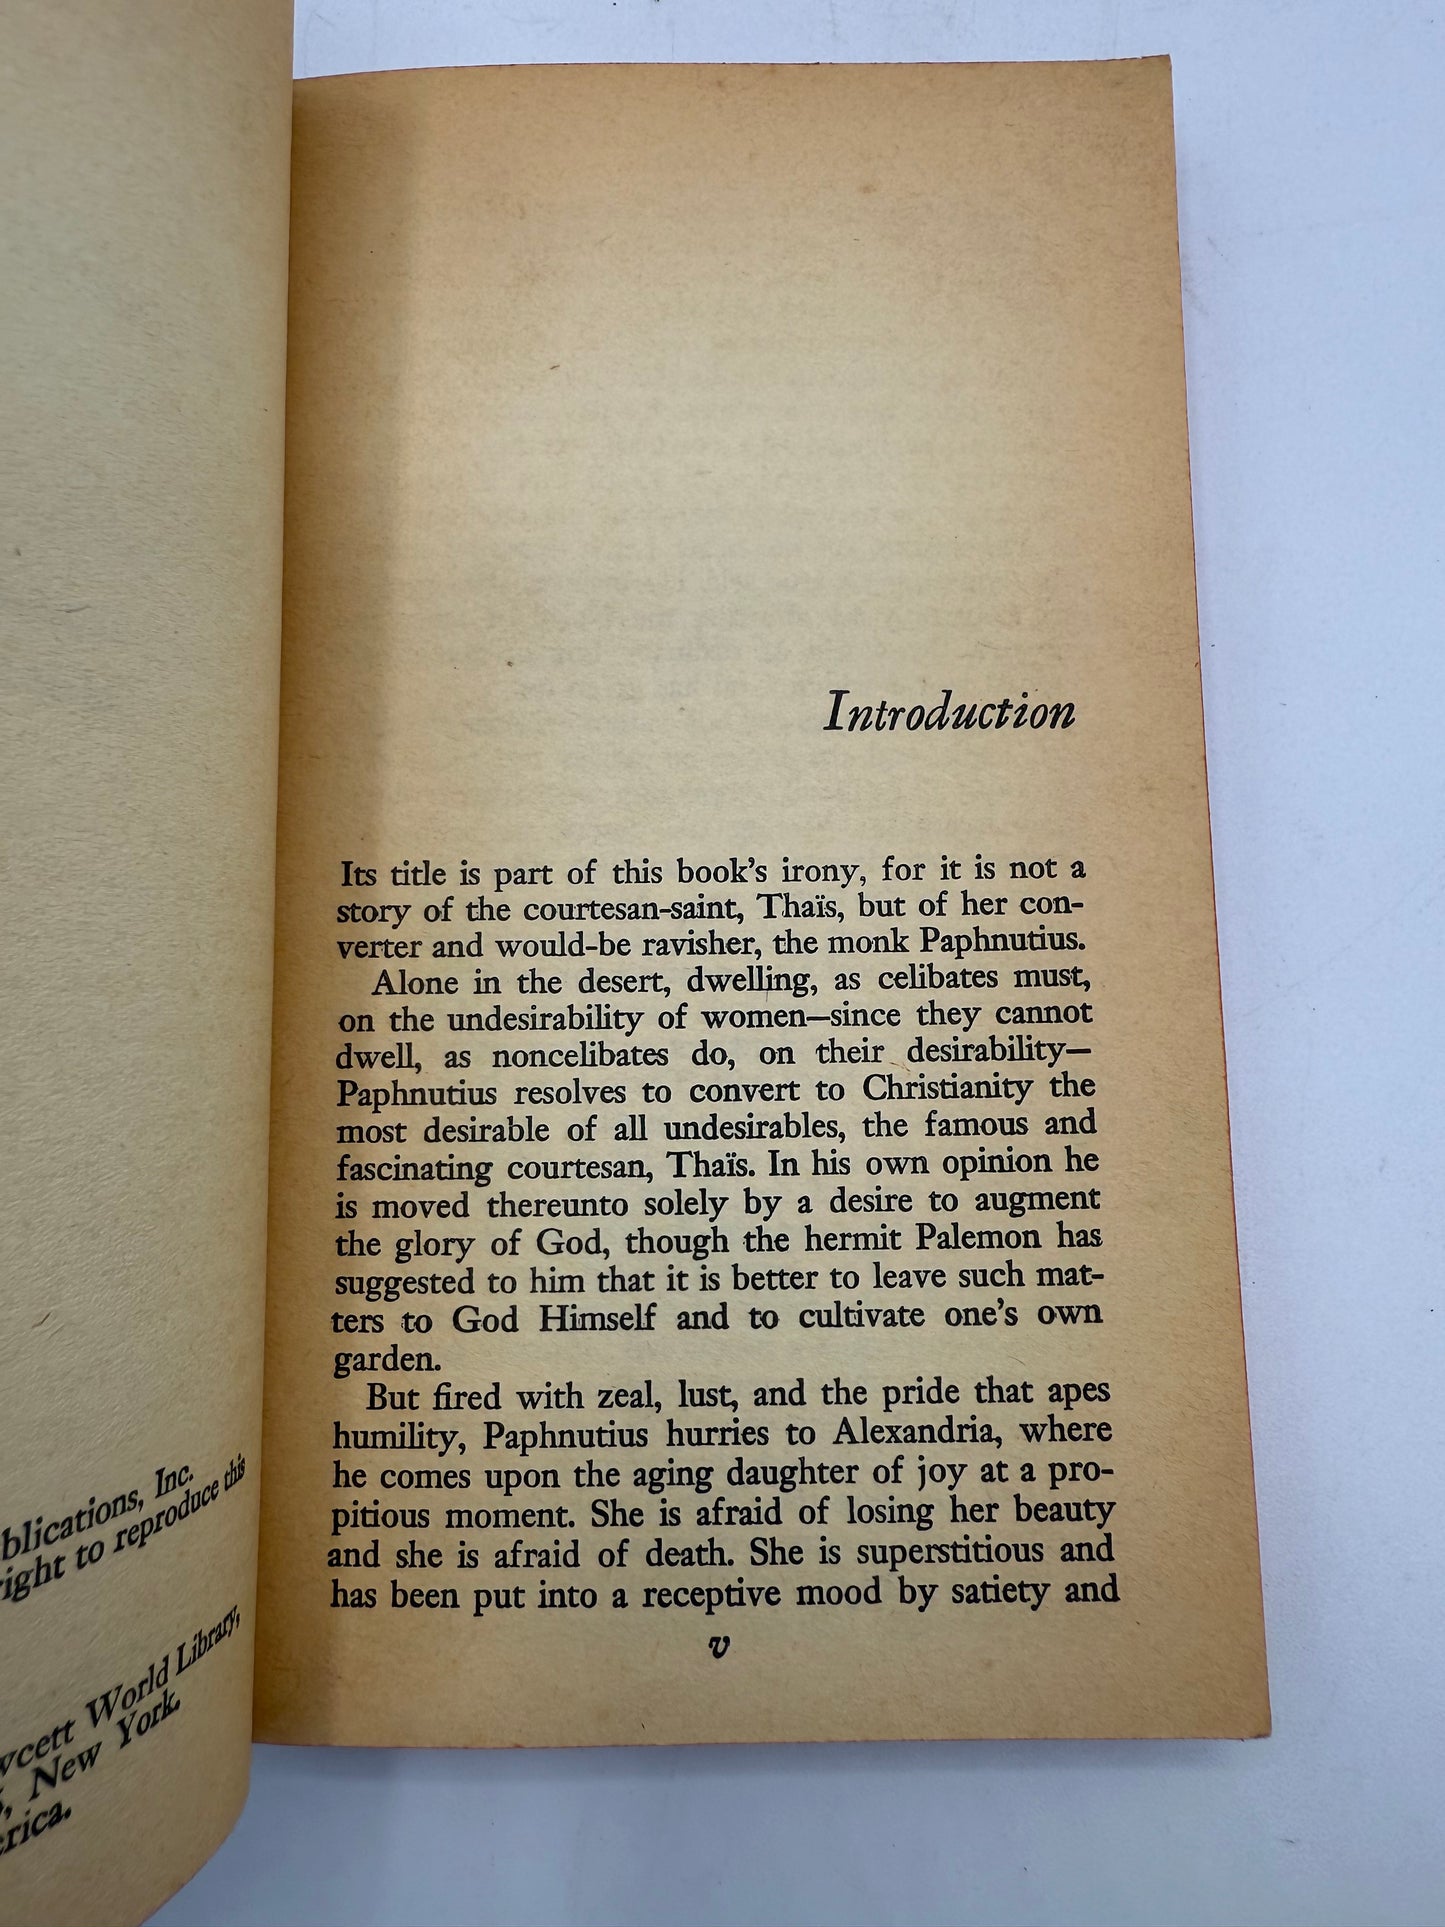 blications, Inc.
right to reproduce this
wcett World Library,
New York.
erica.
Introduction
Its title is part of this book's irony, for it is not a
story of the courtesan-saint, Thaïs, but of her con-
verter and would-be ravisher, the monk Paphnutius.
Alone in the desert, dwelling, as celibates must,
on the undesirability of women—since they cannot
dwell, as noncelibates do, on their desirability—
Paphnutius resolves to convert to Christianity the
most desirable of all undesirables, the famous and
fascinating courtesan, Thaïs. In his own opinion he
is moved thereunto solely by a desire to augment
the glory of God, though the hermit Palemon has
suggested to him that it is better to leave such mat-
ters to God Himself and to cultivate one's own
garden.
But fired with zeal, lust, and the pride that apes
humility, Paphnutius hurries to Alexandria, where
he comes upon the aging daughter of joy at a pro-
pitious moment. She is afraid of losing her beauty
and she is afraid of death. She is superstitious and
has been put into a receptive mood by satiety and
v